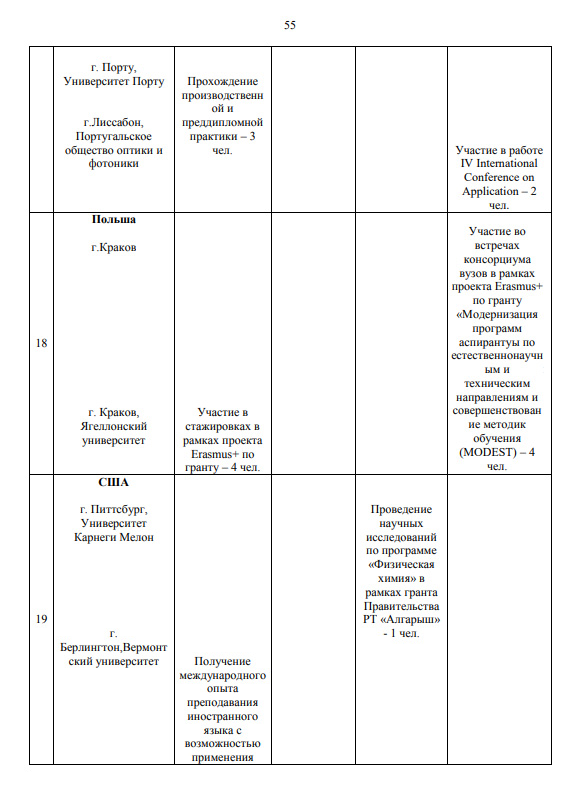 55
г. Порту,
Университет Порту
г.Лиссабон,
Португальское
общество оптики и
фотоники
Прохождение
производственн
ой и
преддипломной
практики – 3
чел.
Участие в работе
IV International
Conference on
Application – 2
чел.
18
Польша
г.Краков
г. Краков,
Ягеллонский
университет
Участие в
стажировках в
рамках проекта
Erasmus+ по
гранту – 4 чел.
Участие во
встречах
консорциума
вузов в рамках
проекта Erasmus+
по гранту
«Модернизация
программ
аспирантуы по
естественнонаучн
ым и
техническим
направлениям и
совершенствован
ие методик
обучения
(MODEST) – 4
чел.
19
США
г. Питтсбург,
Университет
Карнеги Мелон
г.
Берлингтон,Вермонт
ский университет
Получение
международного
опыта
преподавания
иностранного
языка с
возможностью
применения
Проведение
научных
исследований
по программе
«Физическая
химия» в
рамках гранта
Правительства
РТ «Алгарыш»
- 1 чел.